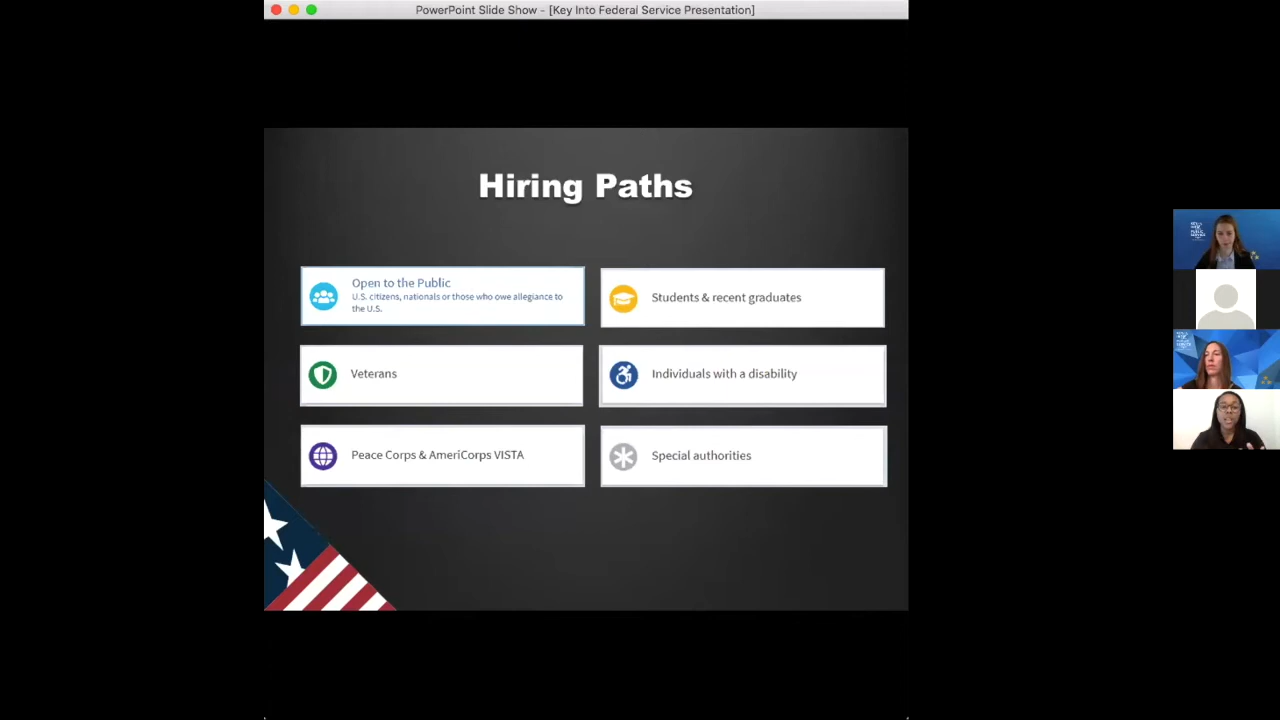 PowerPoint Slide Show - [Key Into Federal Service Presentation]
Hiring Paths
Open to the Public
U.S. citizens, nationals or those who owe allegiance to
the U.S.
Students & recent graduates
Veterans
Individuals with a disability
Peace Corps & AmeriCorps VISTA
Special authorities